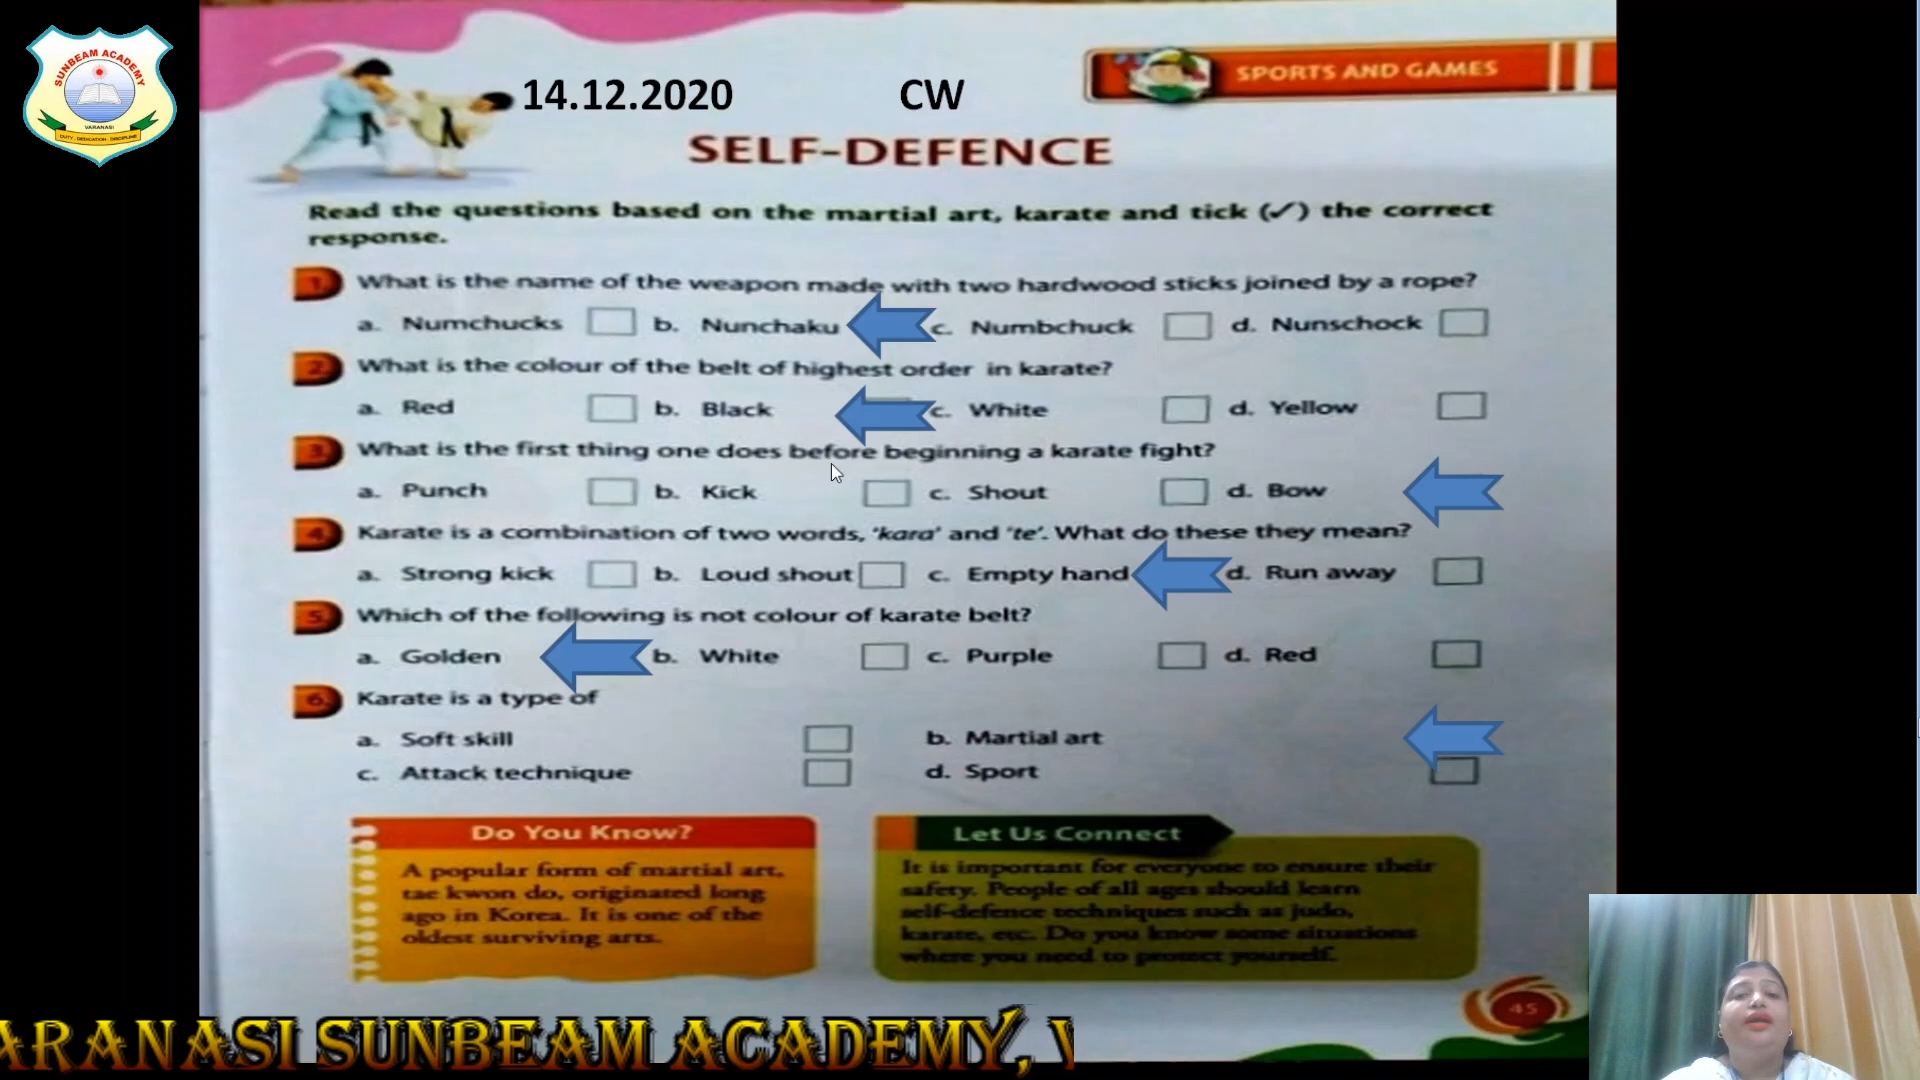 SUNBEAM ACADEMY
VARANASI
DUTY - DEDICATION - DISCIPLINE
SPORTS AND GAMES
14.12.2020 CW
SELF-DEFENCE
Read the questions based on the martial art, karate and tick (✓) the correct
response.
1. What is the name of the weapon made with two hardwood sticks joined by a rope?
a. Numchucks b. Nunchaku c. Numbchuck d. Nunschock
2. What is the colour of the belt of highest order in karate?
a. Red b. Black c. White d. Yellow
3. What is the first thing one does before beginning a karate fight?
a. Punch b. Kick c. Shout d. Bow
4. Karate is a combination of two words, ‘kara’ and ‘te’. What do these they mean?
a. Strong kick b. Loud shout c. Empty hand d. Run away
5. Which of the following is not colour of karate belt?
a. Golden b. White c. Purple d. Red
6. Karate is a type of
a. Soft skill b. Martial art
c. Attack technique d. Sport
Do You Know?
A popular form of martial art,
tae kwon do, originated long
ago in Korea. It is one of the
oldest surviving arts.
Let Us Connect
It is important for everyone to ensure their
safety. People of all ages should learn
self-defence techniques such as judo,
karate, etc. Do you know some situations
where you need to protect yourself.
45
ARANASI SUNBEAM ACADEMY, V